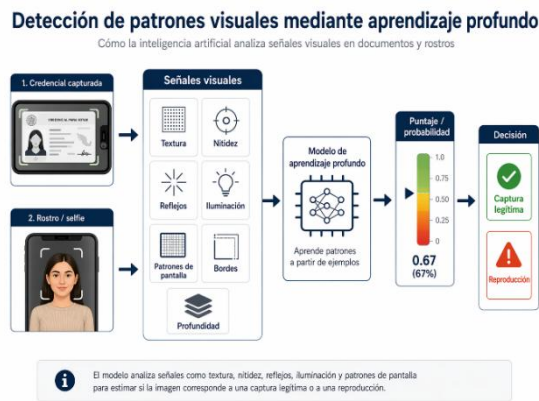 Detección de patrones visuales mediante aprendizaje profundo
Cómo la inteligencia artificial analiza señales visuales en documentos y rostros
1. Credencial capturada
CREDENCIAL PARA VOTAR
2. Rostro / selfie
Señales visuales
Textura
Nitidez
Reflejos
Iluminación
Patrones de
pantalla
Bordes
Profundidad
Modelo de
aprendizaje profundo
Aprende patrones
a partir de ejemplos
Puntaje /
probabilidad
1.0
0.75
0.50
0.25
0
0.67
(67%)
Decisión
Captura
legítima
Reproducción
El modelo analiza señales como textura, nitidez, reflejos, iluminación y patrones de pantalla
para estimar si la imagen corresponde a una captura legítima o a una reproducción.